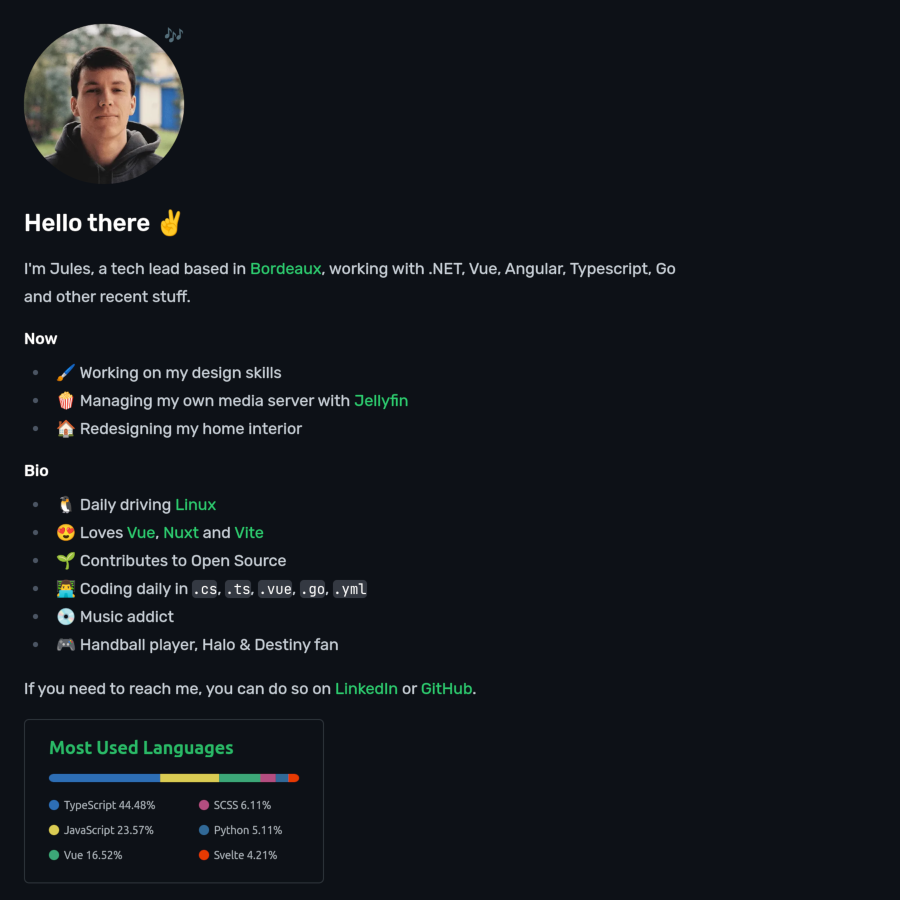 Hello there ✌️
I'm Jules, a tech lead based in Bordeaux, working with .NET, Vue, Angular, Typescript, Go
and other recent stuff.
Now
🖌️ Working on my design skills
🍿 Managing my own media server with Jellyfin
🏠 Redesigning my home interior
Bio
🐧 Daily driving Linux
😍 Loves Vue, Nuxt and Vite
🌱 Contributes to Open Source
👨‍💻 Coding daily in .cs, .ts, .vue, .go, .yml
💿 Music addict
🎮 Handball player, Halo & Destiny fan
If you need to reach me, you can do so on LinkedIn or GitHub.
Most Used Languages
TypeScript 44.48%
JavaScript 23.57%
Vue 16.52%
SCSS 6.11%
Python 5.11%
Svelte 4.21%